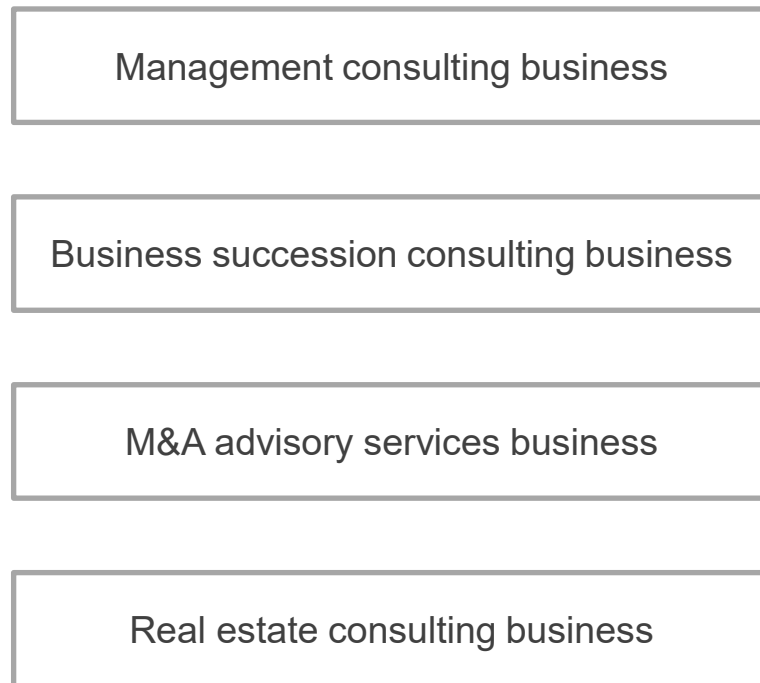 Management consulting business
Business succession consulting business
M&A advisory services business
Real estate consulting business